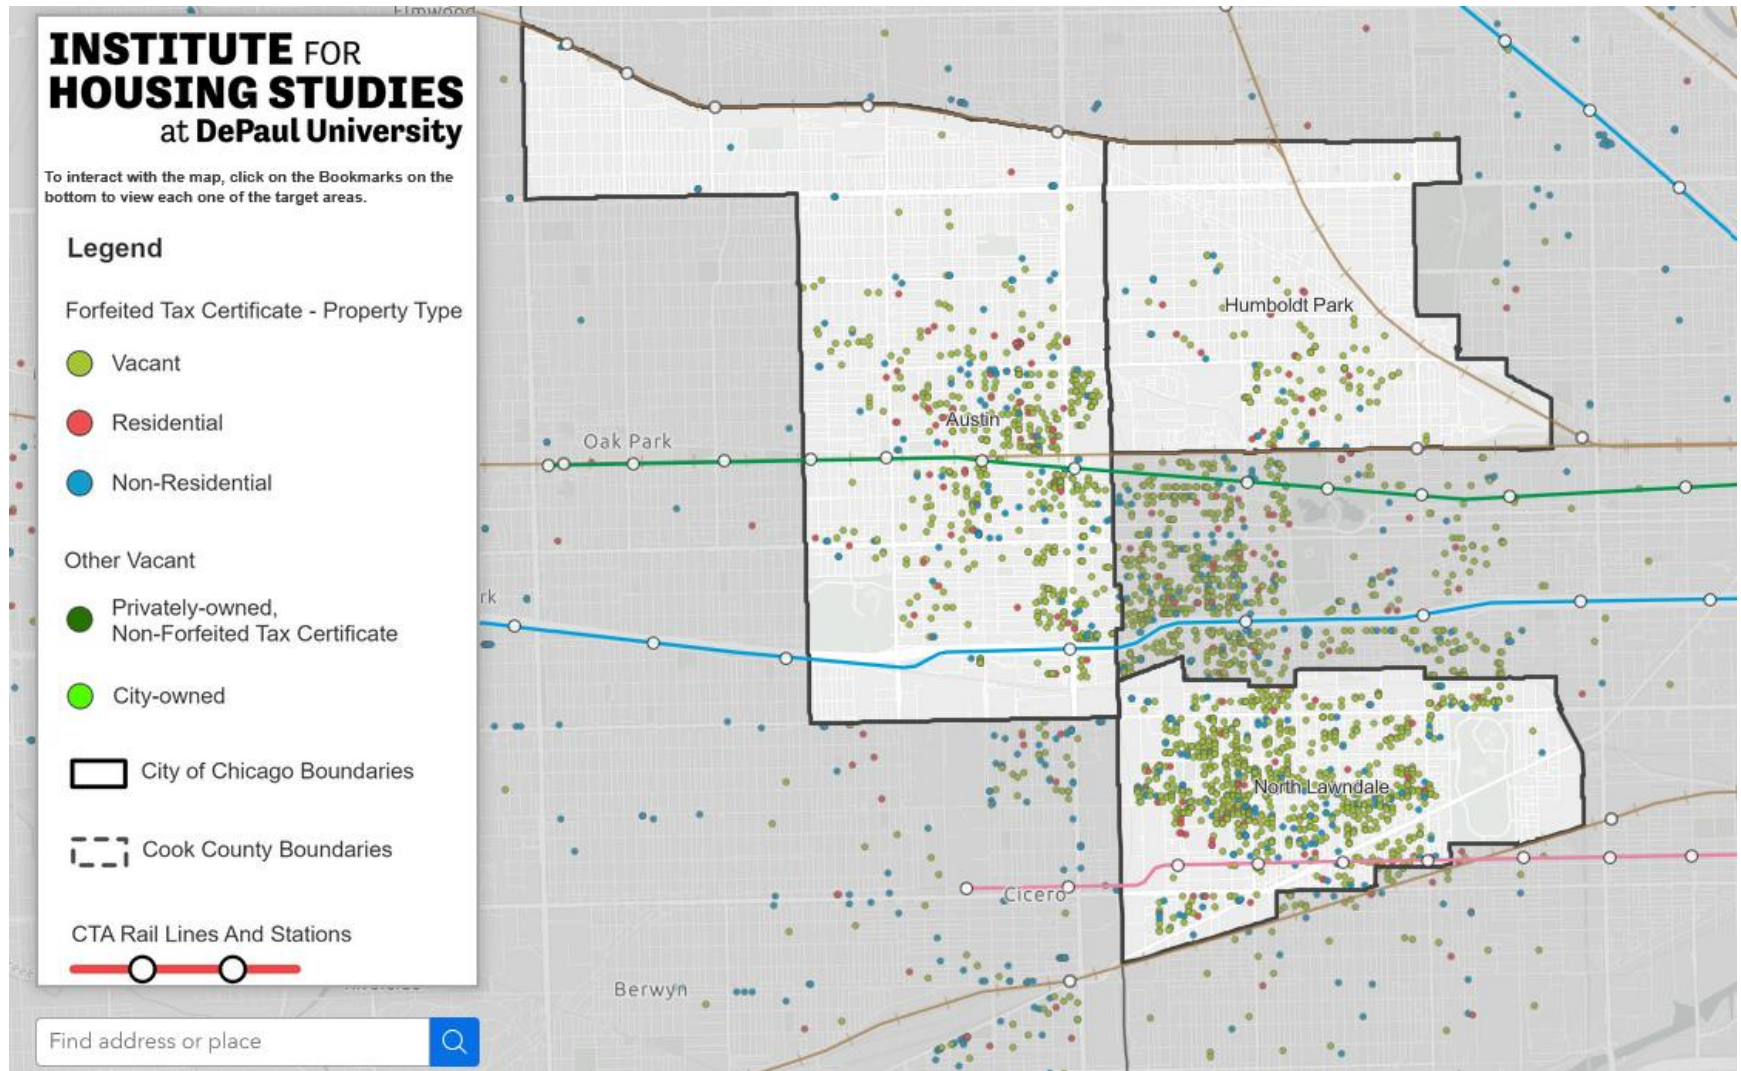 Elmwood
INSTITUTE FOR
HOUSING STUDIES
at DePaul University
To interact with the map, click on the Bookmarks on the
bottom to view each one of the target areas.
Legend
Forfeited Tax Certificate - Property Type
Vacant
Residential
Non-Residential
Other Vacant
Privately-owned,
Non-Forfeited Tax Certificate
City-owned
City of Chicago Boundaries
Cook County Boundaries
CTA Rail Lines And Stations
Find address or place
Humboldt Park
Austin
Oak Park
rk
North Lawndale
Cicero
Berwyn